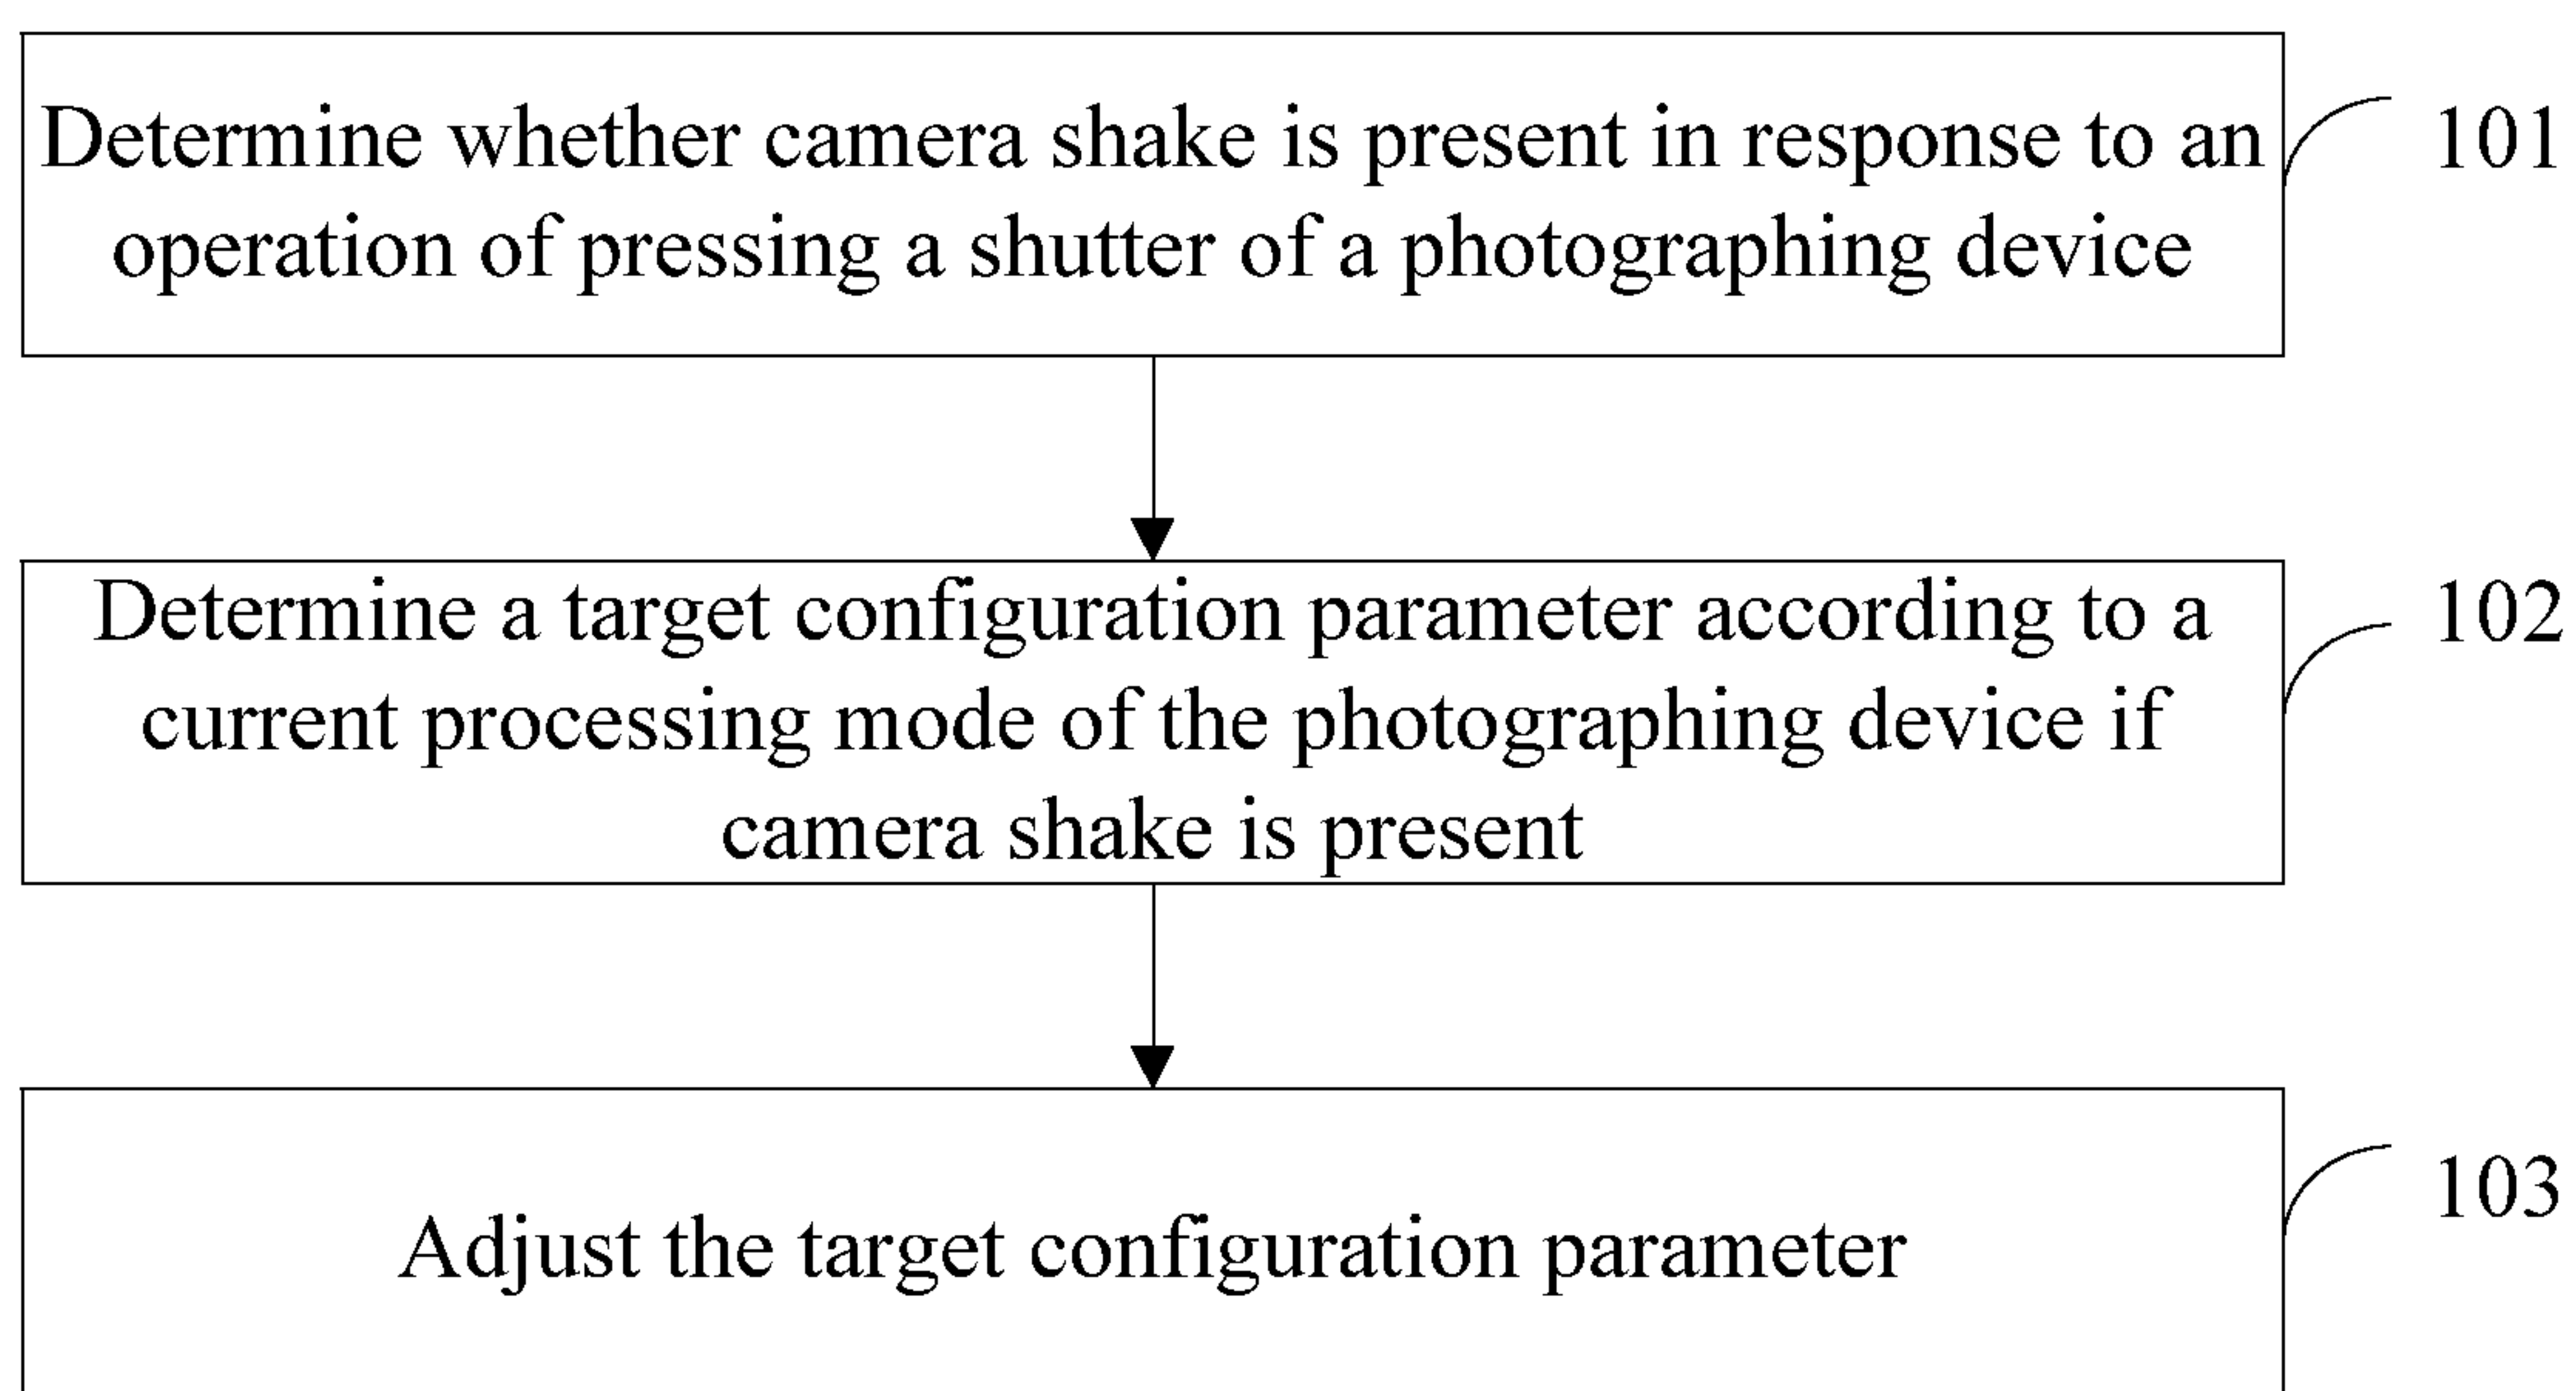 Determine whether camera shake is present in response to an
operation of pressing a shutter of a photographing device
101
Determine a target configuration parameter according to a
current processing mode of the photographing device if
camera shake is present
102
Adjust the target configuration parameter
103